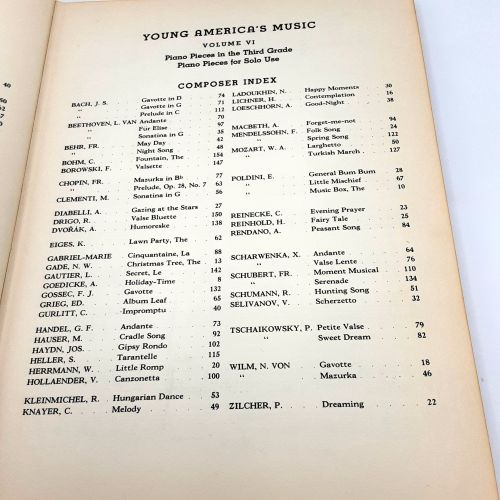 YOUNG AMERICA'S MUSIC
VOLUME VI
Piano Pieces in the Third Grade
Piano Pieces for Solo Use
COMPOSER INDEX
BACH, J. S. Gavotte in D 74
" Gavotte in G 71
" Prelude in C 112
BEETHOVEN, L. VAN Andante 70
" Für Elise 97
" Sonatina in G 35
BEHR, FR. May Day 42
" Night Song 48
BOHM, C. Fountain, The 154
BOROWSKI, F. Valsette 147
CHOPIN, FR. Mazurka in Bb 77
" Prelude, Op. 28, No. 7 63
CLEMENTI, M. Sonatina in G 56
DIABELLI, A. Gazing at the Stars 27
DRIGO, R. Valse Bluette 150
DVOŘÁK, A. Humoreske 138
EIGES, K. Lawn Party, The 62
GABRIEL-MARIE Cinquantaine, La 88
GADE, N. W. Christmas Tree, The 13
GAUTIER, L. Secret, Le 142
GOEDICKE, A. Holiday-Time 8
GOSSEC, F. J. Gavotte 132
GRIEG, ED. Album Leaf 65
GURLITT, C. Impromptu 40
HANDEL, G. F. Andante 73
HAUSER, M. Cradle Song 92
HAYDN, JOS. Gipsy Rondo 102
HELLER, S. Tarantelle 115
HERRMANN, W. Little Romp 20
HOLLAENDER, V. Canzonetta 100
KLEINMICHEL, R. Hungarian Dance 53
KNAYER, C. Melody 49
LADOUKHIN, N. Happy Moments 30
LICHNER, H. Contemplation 16
LOESCHHORN, A. Good-Night 38
MACBETH, A. Forget-me-not 94
MENDELSSOHN, F. Folk Song 24
" Spring Song 122
MOZART, W. A. Larghetto 50
" Turkish March 127
POLDINI, E. General Bum Bum 28
" Little Mischief 67
" Music Box, The 10
REINECKE, C. Evening Prayer 23
REINHOLD, H. Fairy Tale 25
RENDANO, A. Peasant Song 84
SCHARWENKA, X. Andante 64
" Valse Lente 76
SCHUBERT, FR. Moment Musical 110
" Serenade 134
SCHUMANN, R. Hunting Song 51
SELIVANOV, V. Scherzetto 32
TSCHAIKOWSKY, P. Petite Valse 79
" Sweet Dream 82
WILM, N. VON Gavotte 18
" Mazurka 46
ZILCHER, P. Dreaming 22